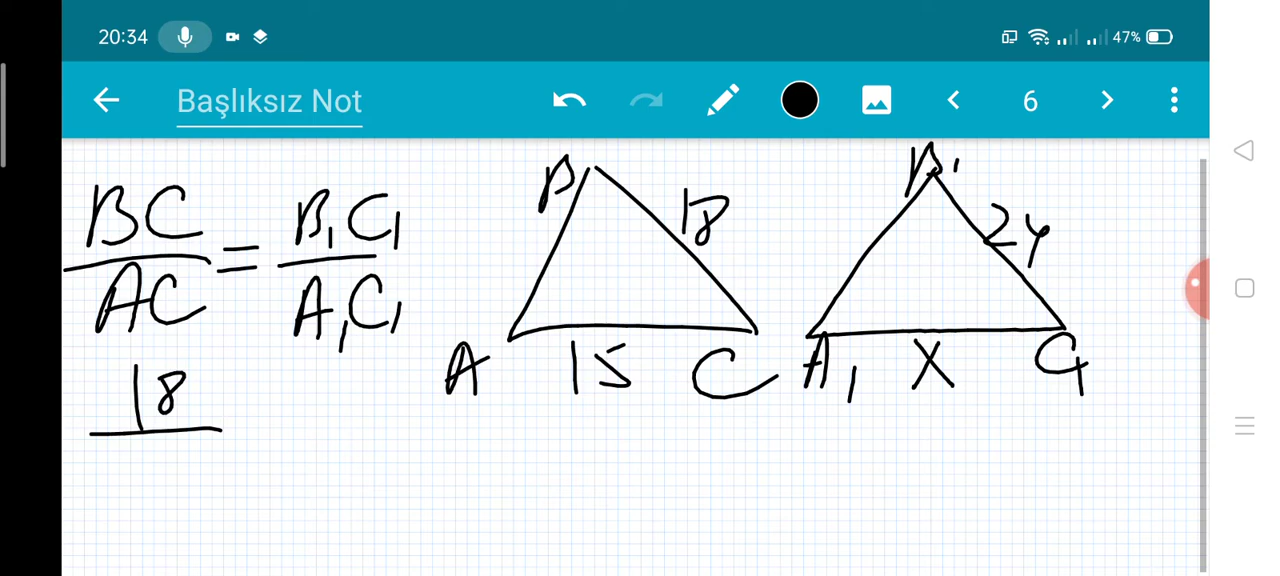 20:34 47%
Başlıksız Not 6
BC/AC = B₁C₁/A₁C₁
18
B 18
A 15 C
B₁ 24
A₁ X C₁